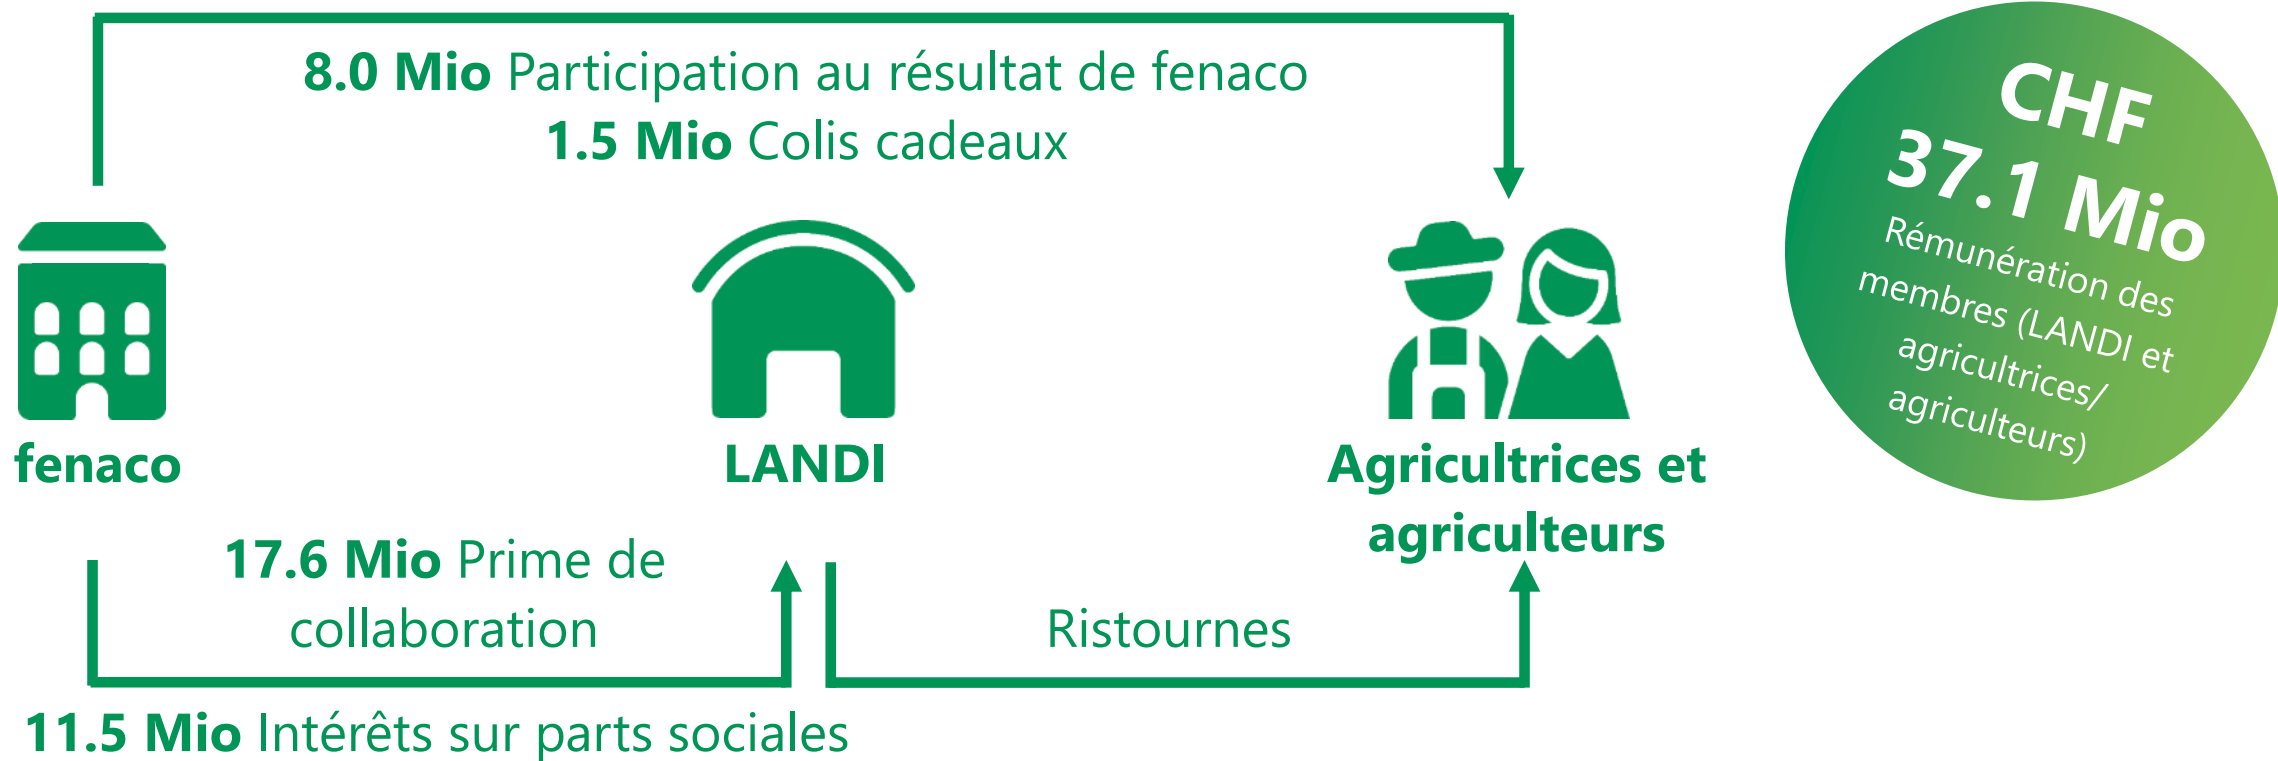 8.0 Mio Participation au résultat de fenaco
1.5 Mio Colis cadeaux
CHF
37.1 Mio
Rémunération des
membres (LANDI et
agricultrices/
agriculteurs)
fenaco
LANDI
Agricultrices et
agriculteurs
17.6 Mio Prime de
collaboration
Ristournes
11.5 Mio Intérêts sur parts sociales